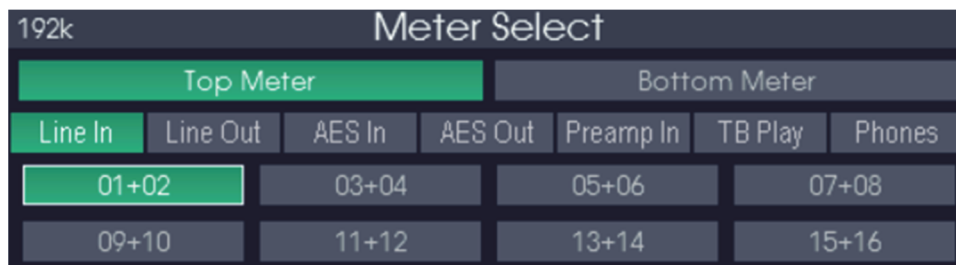 192k Meter Select
Top Meter Bottom Meter
Line In Line Out AES In AES Out Preamp In TB Play Phones
01+02 03+04 05+06 07+08
09+10 11+12 13+14 15+16